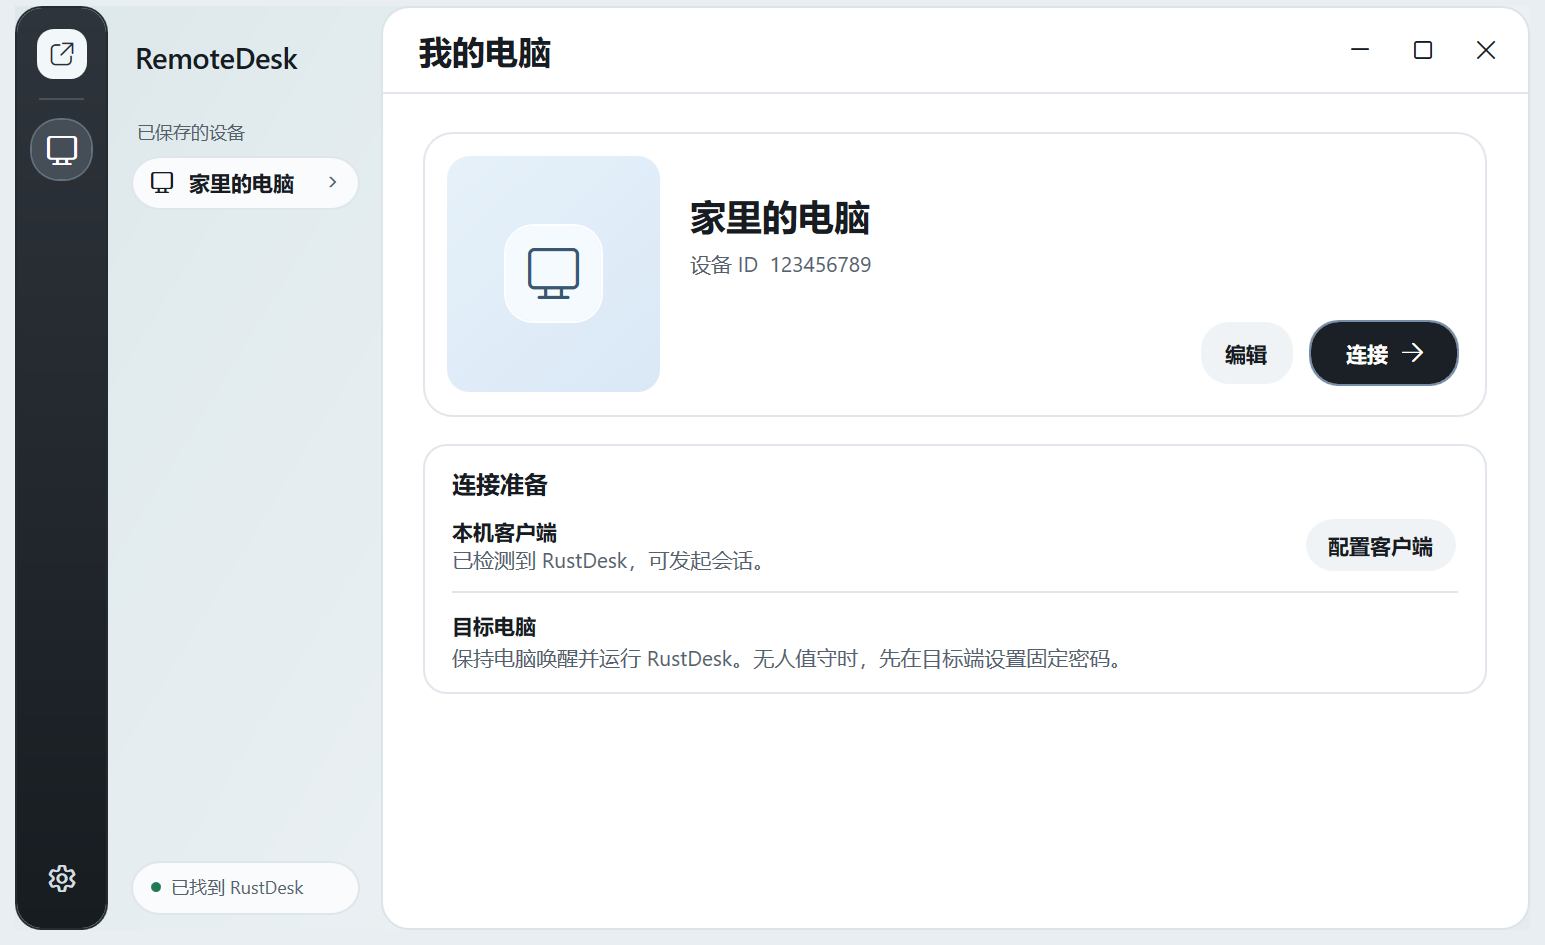 RemoteDesk
已保存的设备
家里的电脑
已找到 RustDesk
我的电脑
家里的电脑
设备 ID 123456789
编辑
连接
连接准备
本机客户端
已检测到 RustDesk，可发起会话。
配置客户端
目标电脑
保持电脑唤醒并运行 RustDesk。无人值守时，先在目标端设置固定密码。